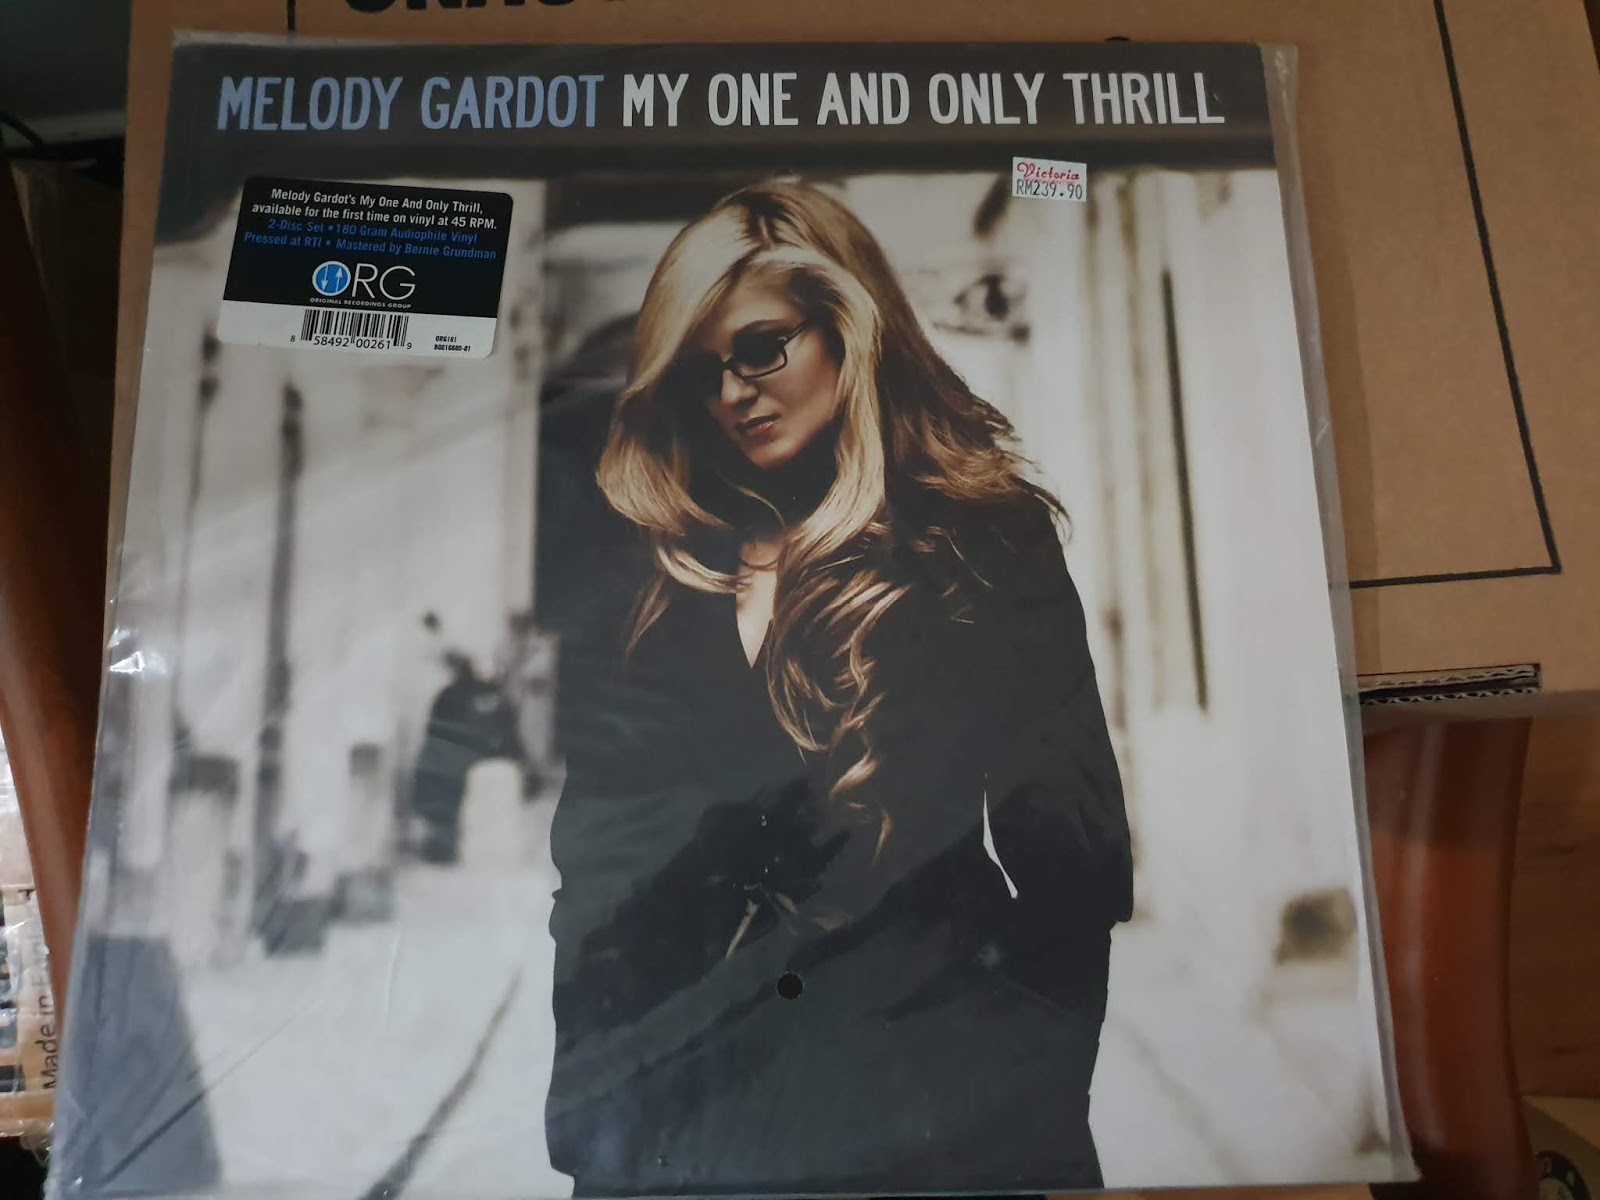 MELODY GARDOT MY ONE AND ONLY THRILL
Victoria
RM239.90
Melody Gardot's My One And Only Thrill,
available for the first time on vinyl at 45 RPM.
2-Disc Set • 180 Gram Audiophile Vinyl
Pressed at RTI • Mastered by Bernie Grundman
ORG
ORIGINAL RECORDINGS GROUP
8 58492 00261 9
ORG161
Made in